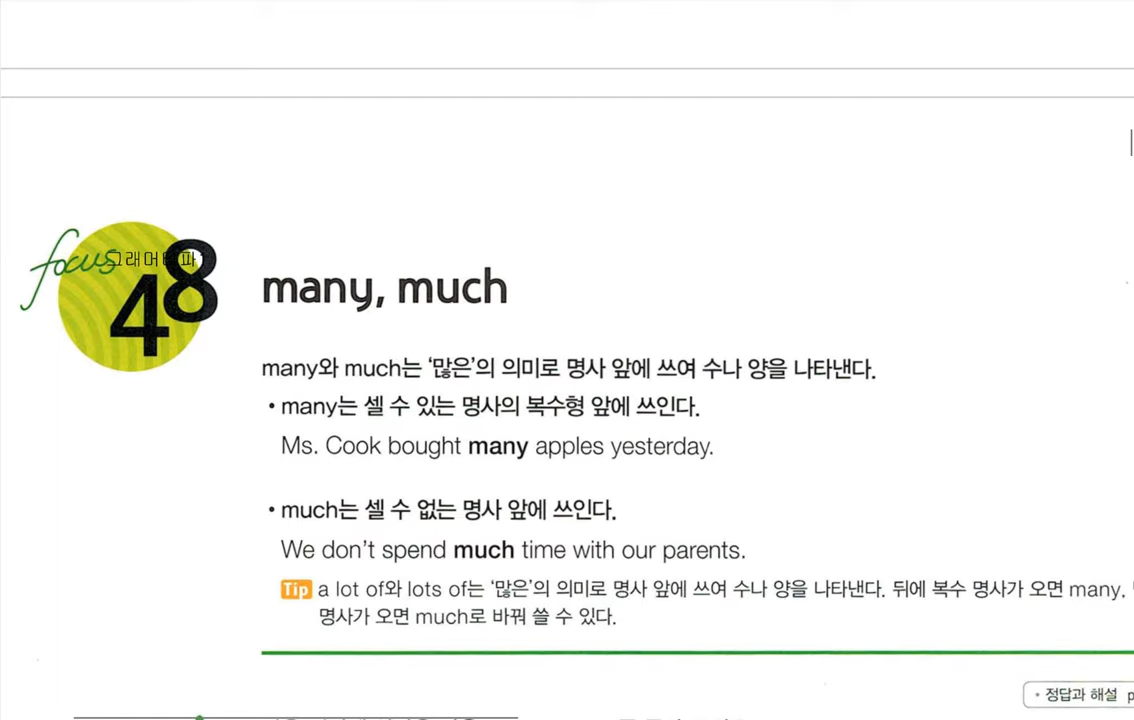 focus
그래머타파
48
many, much
many와 much는 ‘많은’의 의미로 명사 앞에 쓰여 수나 양을 나타낸다.
• many는 셀 수 있는 명사의 복수형 앞에 쓰인다.
Ms. Cook bought many apples yesterday.
• much는 셀 수 없는 명사 앞에 쓰인다.
We don’t spend much time with our parents.
Tip a lot of와 lots of는 ‘많은’의 의미로 명사 앞에 쓰여 수나 양을 나타낸다. 뒤에 복수 명사가 오면 many,
명사가 오면 much로 바꿔 쓸 수 있다.
• 정답과 해설 p